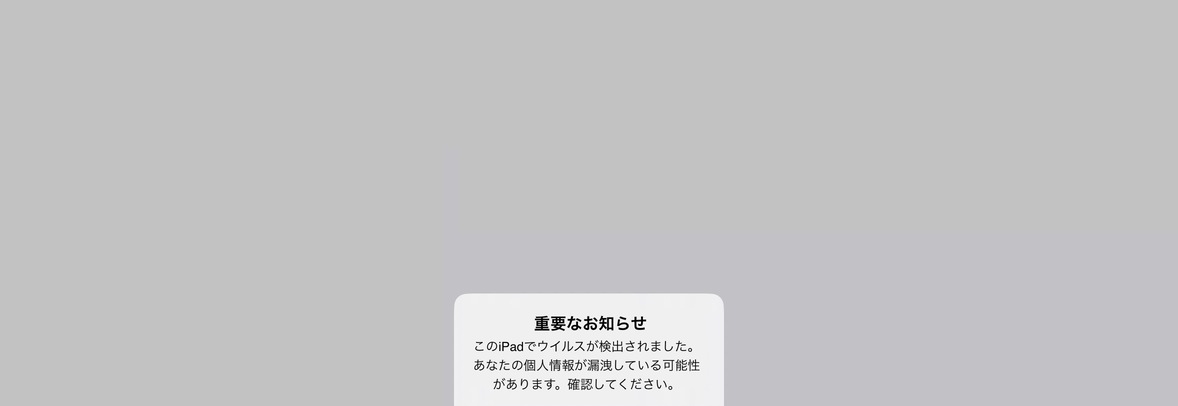 重要なお知らせ
このiPadでウイルスが検出されました。
あなたの個人情報が漏洩している可能性
があります。確認してください。